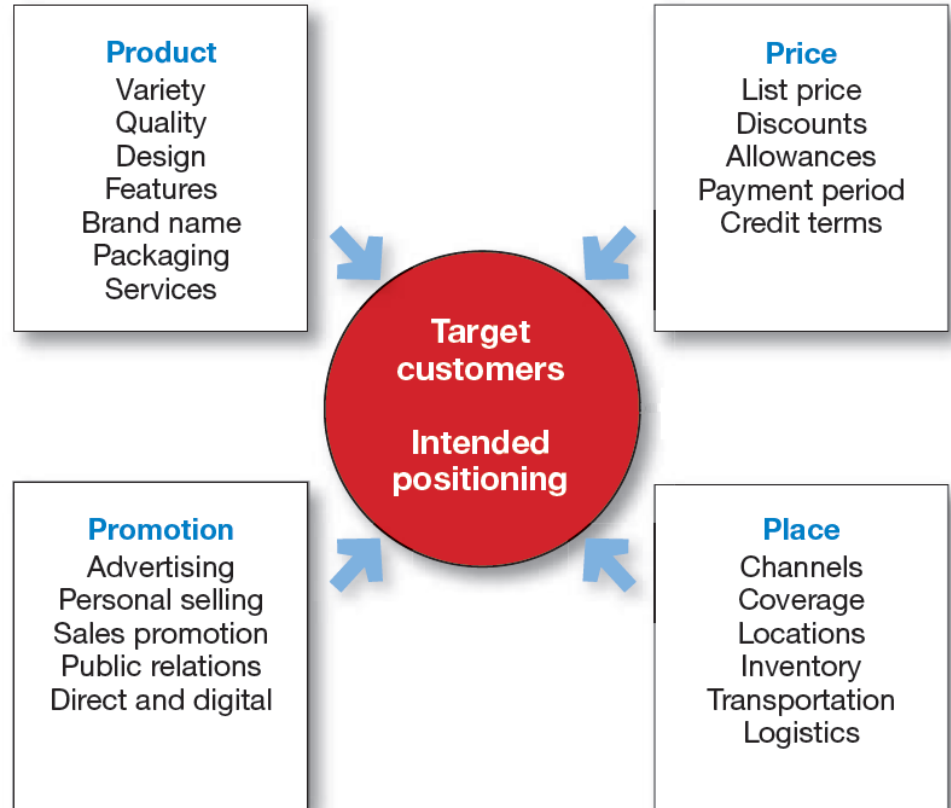 Product
Variety
Quality
Design
Features
Brand name
Packaging
Services
Price
List price
Discounts
Allowances
Payment period
Credit terms
Target
customers
Intended
positioning
Promotion
Advertising
Personal selling
Sales promotion
Public relations
Direct and digital
Place
Channels
Coverage
Locations
Inventory
Transportation
Logistics